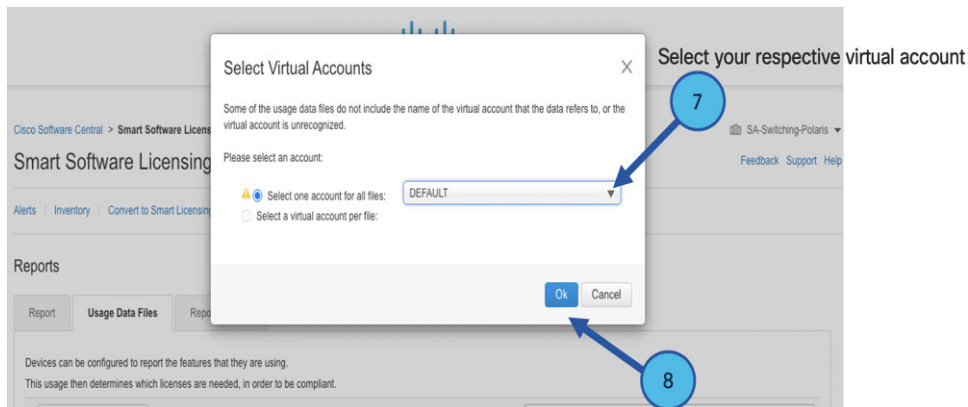 Select Virtual Accounts
X
Select your respective virtual account
7
Some of the usage data files do not include the name of the virtual account that the data refers to, or the
virtual account is unrecognized.
Cisco Software Central > Smart Software Licens
SA-Switching-Polaris
Smart Software Licensing
Please select an account:
Feedback Support Help
Select one account for all files: DEFAULT
Select a virtual account per file:
Alerts | Inventory | Convert to Smart Licensing
Reports
Ok Cancel
Report Usage Data Files Repo
Devices can be configured to report the features that they are using.
This usage then determines which licenses are needed, in order to be compliant.
8